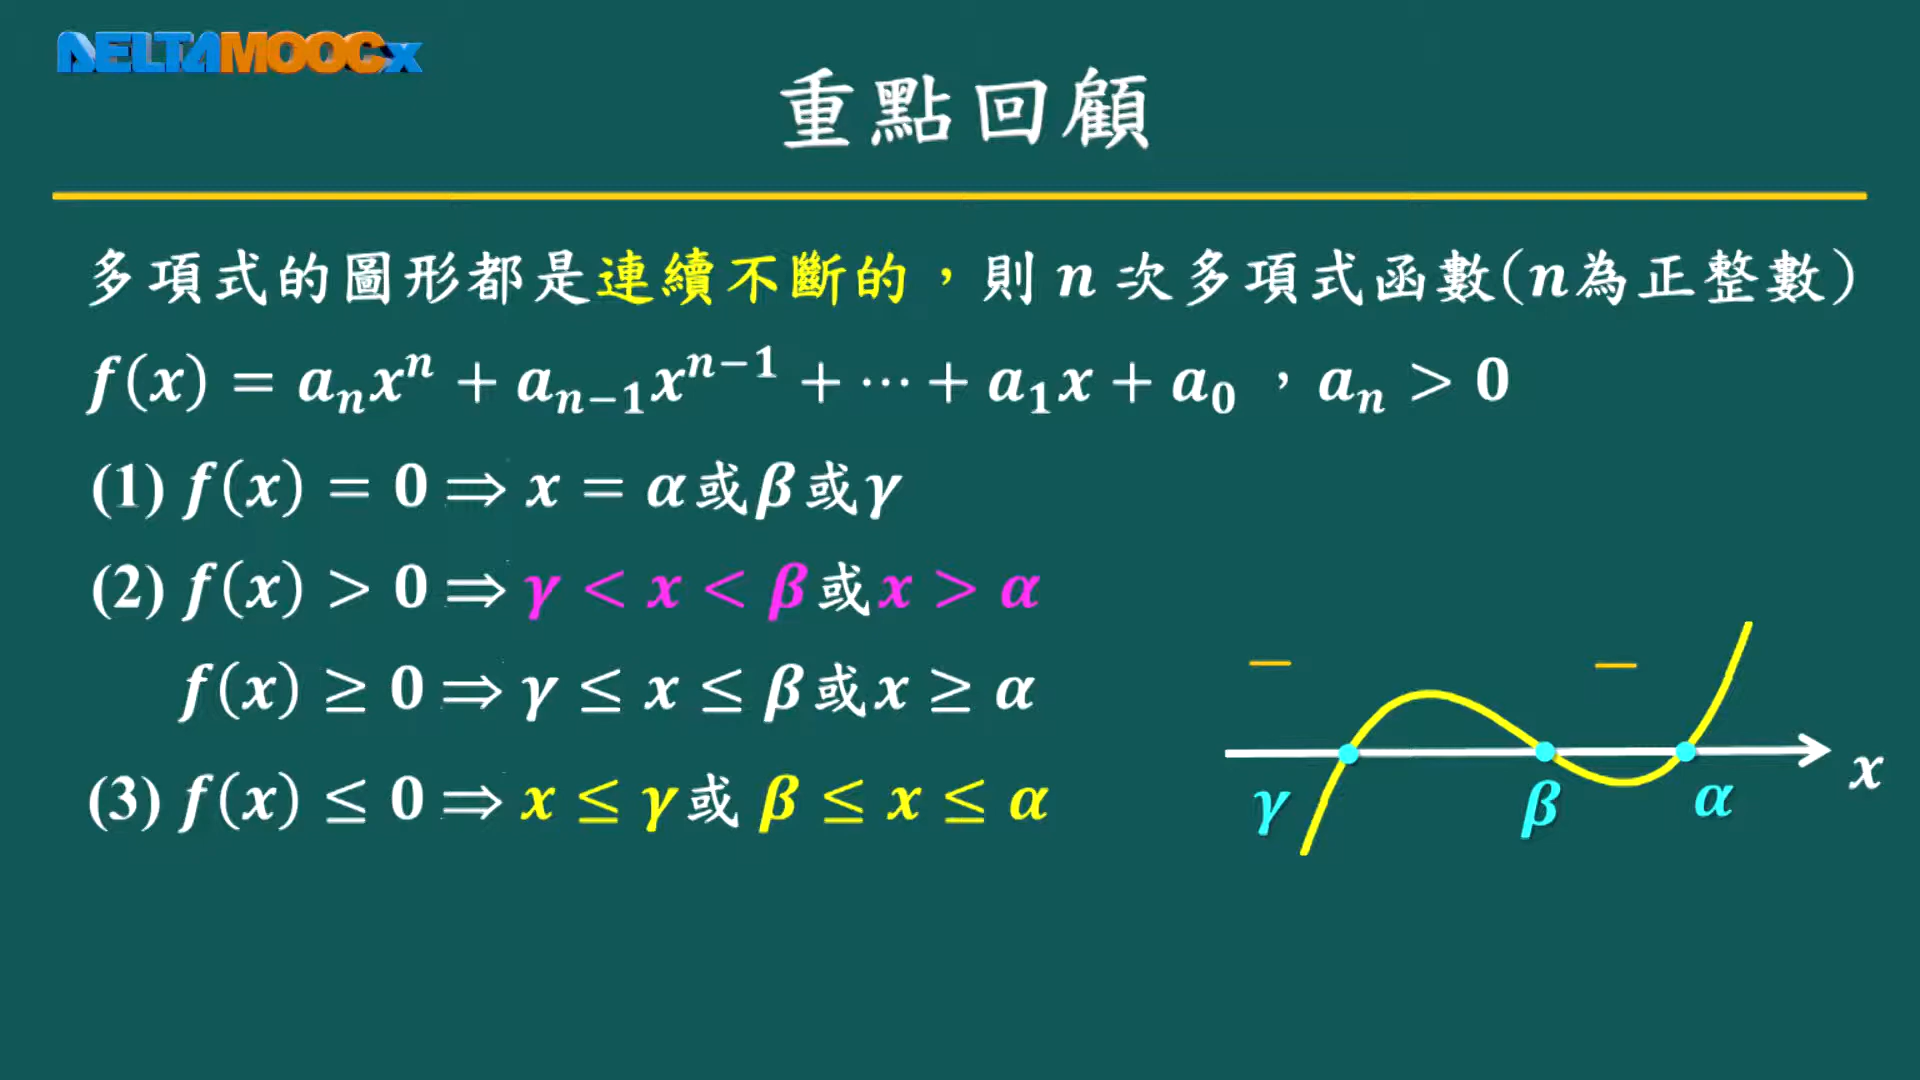 DELTAMOOCx
重點回顧
多項式的圖形都是連續不斷的，則 n 次多項式函數(n為正整數)
f(x) = aₙxⁿ + aₙ₋₁xⁿ⁻¹ + ⋯ + a₁x + a₀ ，aₙ > 0
(1) f(x) = 0 ⇒ x = α或β或γ
(2) f(x) > 0 ⇒ γ < x < β或x > α
f(x) ≥ 0 ⇒ γ ≤ x ≤ β或x ≥ α
(3) f(x) ≤ 0 ⇒ x ≤ γ或 β ≤ x ≤ α
− −
γ β α x